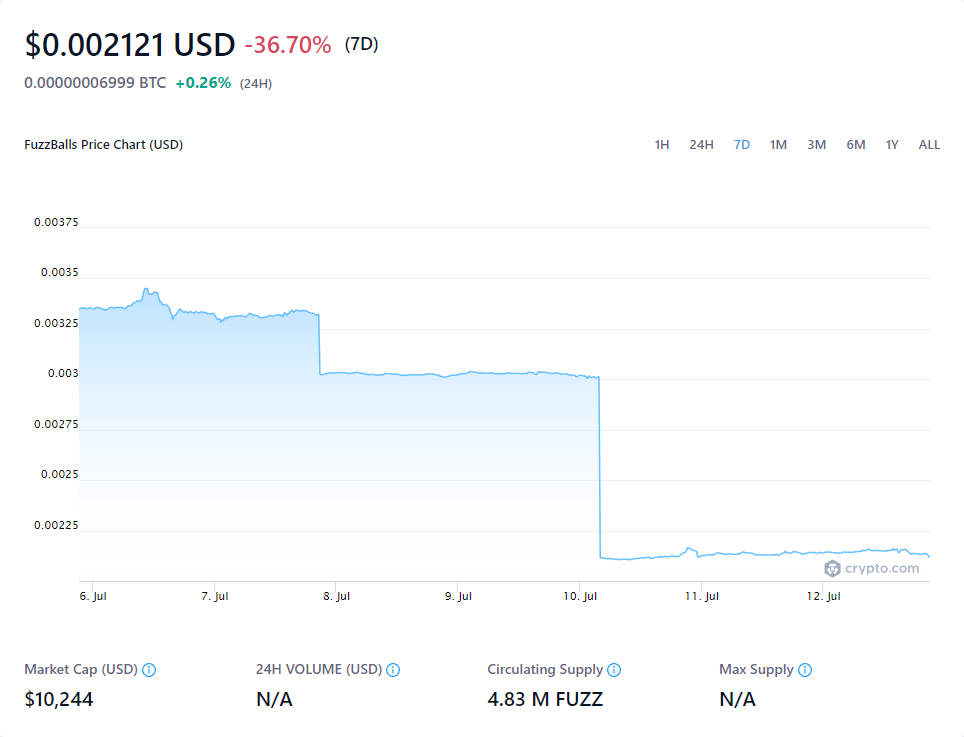 $0.002121 USD -36.70% (7D)
0.00000006999 BTC +0.26% (24H)
FuzzBalls Price Chart (USD) 1H 24H 7D 1M 3M 6M 1Y ALL
0.00375
0.0035
0.00325
0.003
0.00275
0.0025
0.00225
crypto.com
6. Jul 7. Jul 8. Jul 9. Jul 10. Jul 11. Jul 12. Jul
Market Cap (USD) 24H VOLUME (USD) Circulating Supply Max Supply
$10,244 N/A 4.83 M FUZZ N/A